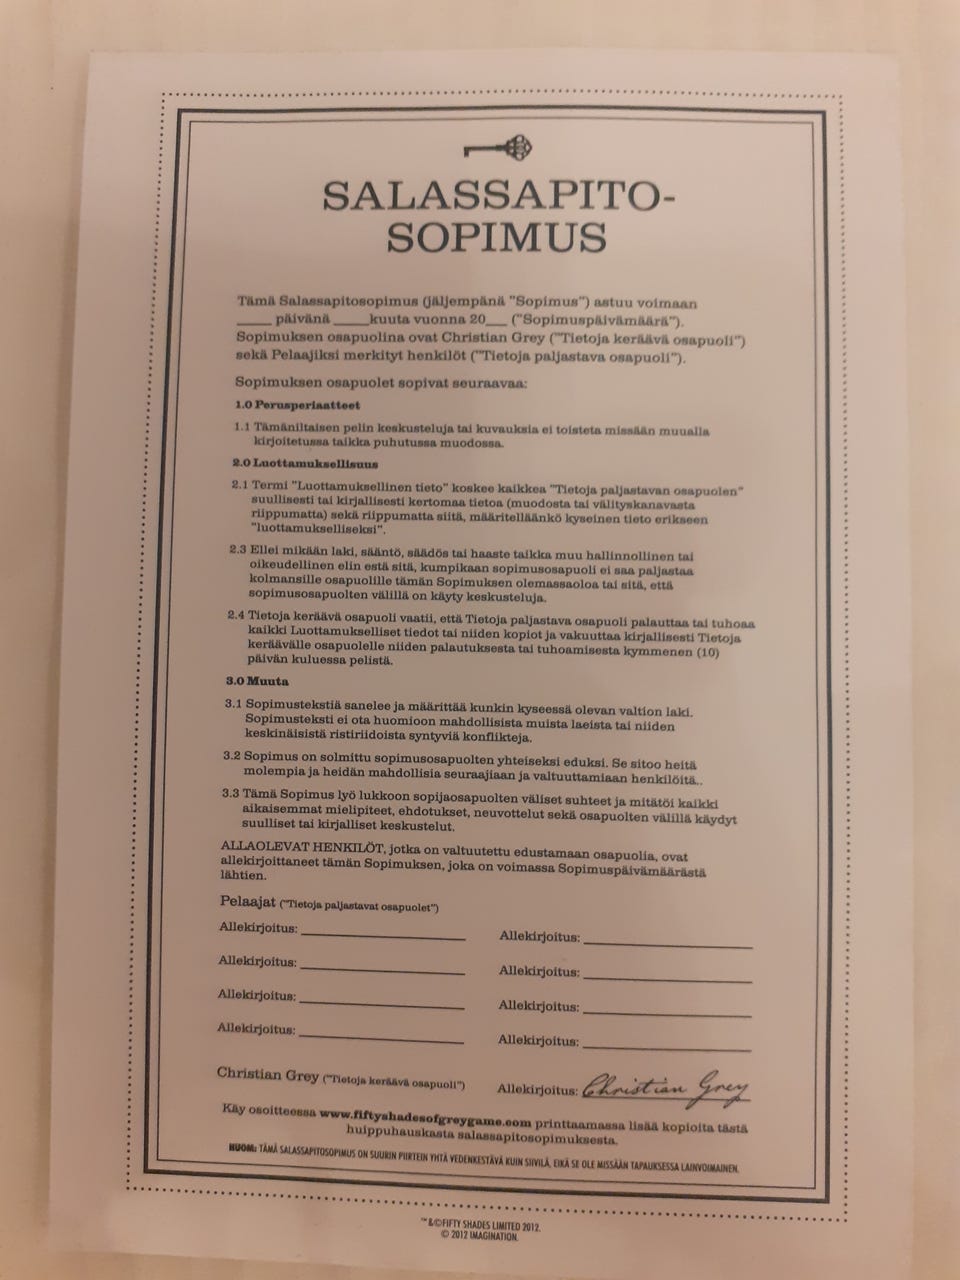 SALASSAPITO-
SOPIMUS
Tämä Salassapitosopimus (jäljempänä "Sopimus") astuu voimaan
____ päivänä ____kuuta vuonna 20__ ("Sopimuspäivämäärä").
Sopimuksen osapuolina ovat Christian Grey ("Tietoja keräävä osapuoli")
sekä Pelaajiksi merkityt henkilöt ("Tietoja paljastava osapuoli").
Sopimuksen osapuolet sopivat seuraavaa:
1.0 Perusperiaatteet
1.1 Tämäniltaisen pelin keskusteluja tai kuvauksia ei toisteta missään muualla
kirjoitetussa taikka puhutussa muodossa.
2.0 Luottamuksellisuus
2.1 Termi "Luottamuksellinen tieto" koskee kaikkea "Tietoja paljastavan osapuolen"
suullisesti tai kirjallisesti kertomaa tietoa (muodosta tai välityskanavasta
riippumatta) sekä riippumatta siitä, määritelläänkö kyseinen tieto erikseen
"luottamukselliseksi".
2.3 Ellei mikään laki, sääntö, säädös tai haaste taikka muu hallinnollinen tai
oikeudellinen elin estä sitä, kumpikaan sopimusosapuoli ei saa paljastaa
kolmansille osapuolille tämän Sopimuksen olemassaoloa tai sitä, että
sopimusosapuolten välillä on käyty keskusteluja.
2.4 Tietoja keräävä osapuoli vaatii, että Tietoja paljastava osapuoli palauttaa tai tuhoaa
kaikki Luottamukselliset tiedot tai niiden kopiot ja vakuuttaa kirjallisesti Tietoja
keräävälle osapuolelle niiden palautuksesta tai tuhoamisesta kymmenen (10)
päivän kuluessa pelistä.
3.0 Muuta
3.1 Sopimustekstiä sanelee ja määrittää kunkin kyseessä olevan valtion laki.
Sopimusteksti ei ota huomioon mahdollisista muista laeista tai niiden
keskinäisistä ristiriidoista syntyviä konflikteja.
3.2 Sopimus on solmittu sopimusosapuolten yhteiseksi eduksi. Se sitoo heitä
molempia ja heidän mahdollisia seuraajiaan ja valtuuttamiaan henkilöitä..
3.3 Tämä Sopimus lyö lukkoon sopijaosapuolten väliset suhteet ja mitätöi kaikki
aikaisemmat mielipiteet, ehdotukset, neuvottelut sekä osapuolten välillä käydyt
suulliset tai kirjalliset keskustelut.
ALLAOLEVAT HENKILÖT, jotka on valtuutettu edustamaan osapuolia, ovat
allekirjoittaneet tämän Sopimuksen, joka on voimassa Sopimuspäivämäärästä
lähtien.
Pelaajat ("Tietoja paljastavat osapuolet")
Allekirjoitus: ____ Allekirjoitus: ____
Allekirjoitus: ____ Allekirjoitus: ____
Allekirjoitus: ____ Allekirjoitus: ____
Allekirjoitus: ____ Allekirjoitus: ____
Christian Grey ("Tietoja keräävä osapuoli") Allekirjoitus: Christian Grey
Käy osoitteessa www.fiftyshadesofgreygame.com printtaamassa lisää kopioita tästä
huippuhauskasta salassapitosopimuksesta.
HUOM: TÄMÄ SALASSAPITOSOPIMUS ON SUURIN PIIRTEIN YHTÄ VEDENKESTÄVÄ KUIN SIIVILÄ, EIKÄ SE OLE MISSÄÄN TAPAUKSESSA LAINVOIMAINEN.
™ &©FIFTY SHADES LIMITED 2012.
© 2012 IMAGINATION.